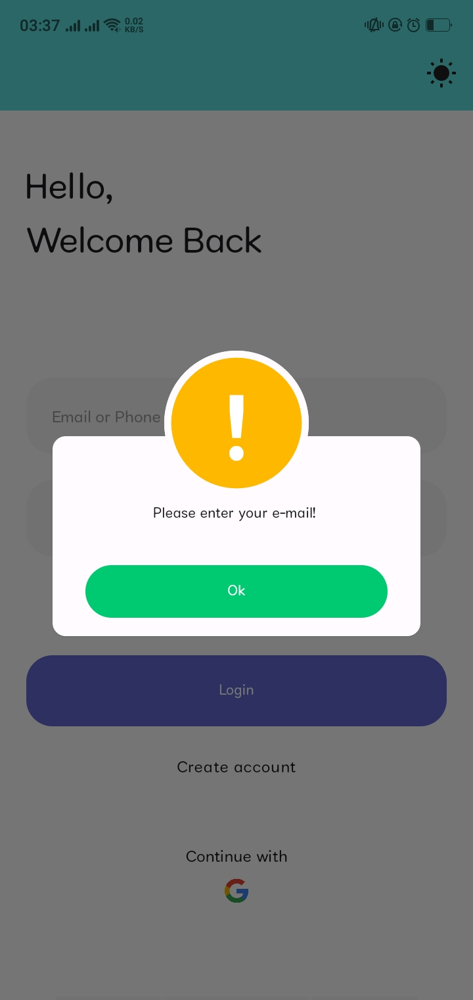 03:37 0.02
KB/S
Hello,
Welcome Back
Email or Phone
Please enter your e-mail!
Ok
Login
Create account
Continue with